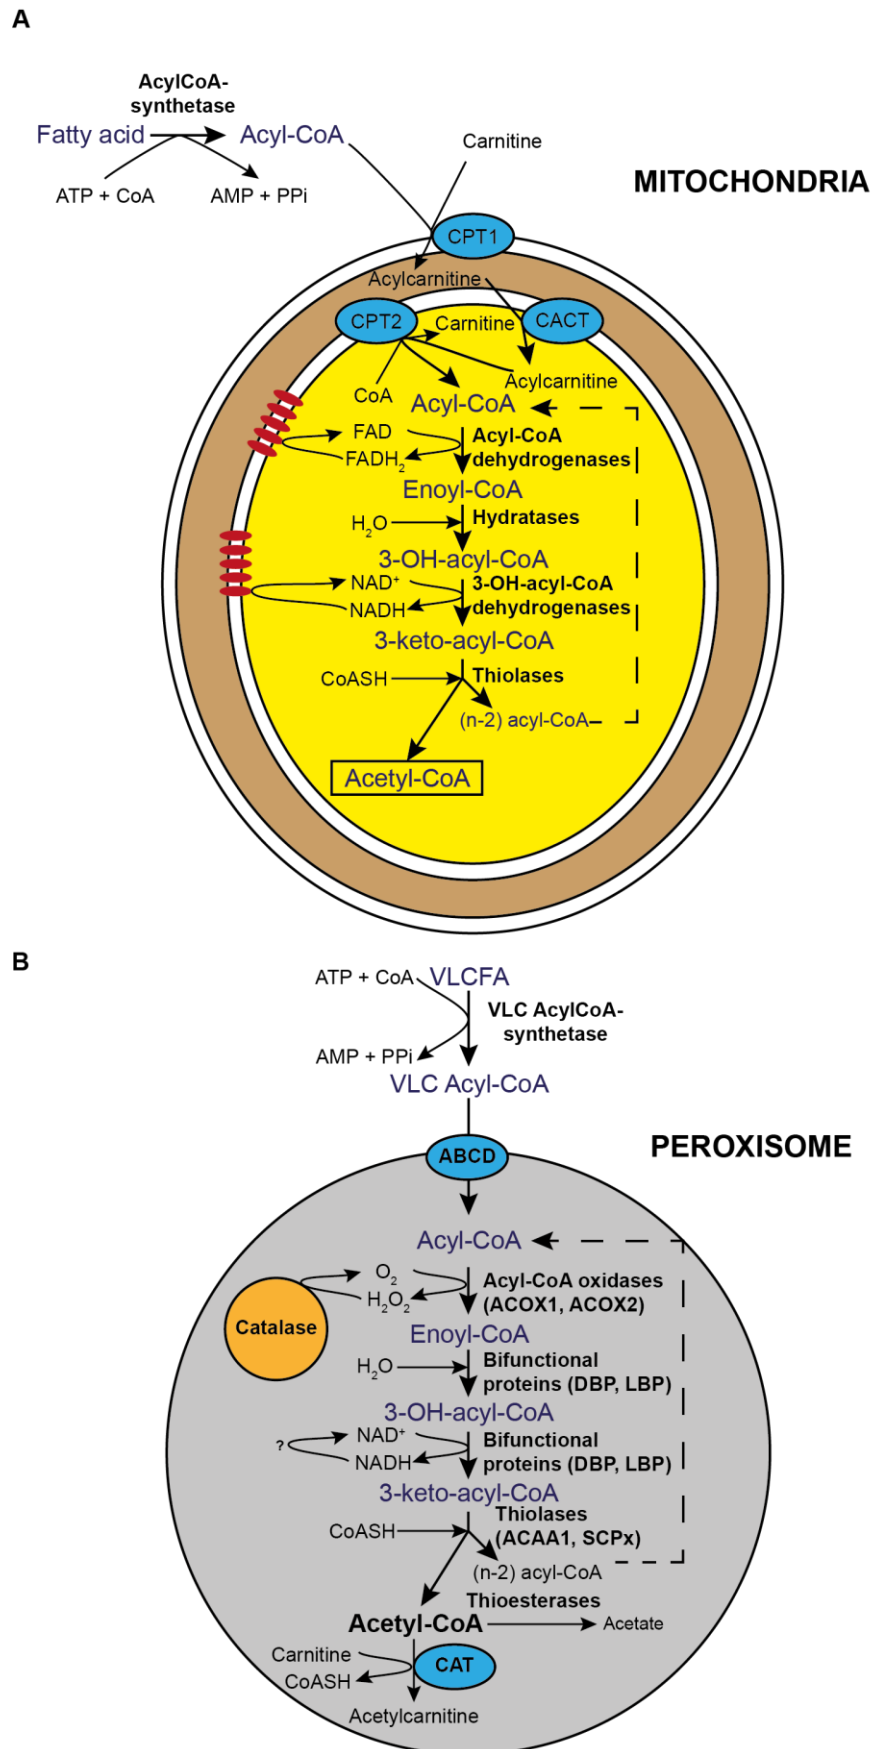 A
AcylCoA-
synthetase
Fatty acid
Acyl-CoA
Carnitine
ATP + CoA
AMP + PPi
MITOCHONDRIA
CPT1
Acylcarnitine
CPT2
Carnitine
CACT
CoA
Acylcarnitine
Acyl-CoA
FAD
FADH₂
Acyl-CoA
dehydrogenases
Enoyl-CoA
H₂O
Hydratases
3-OH-acyl-CoA
NAD⁺
NADH
3-OH-acyl-CoA
dehydrogenases
3-keto-acyl-CoA
CoASH
Thiolases
(n-2) acyl-CoA
Acetyl-CoA
B
ATP + CoA
VLCFA
VLC AcylCoA-
synthetase
AMP + PPi
VLC Acyl-CoA
PEROXISOME
ABCD
Acyl-CoA
O₂
H₂O₂
Acyl-CoA oxidases
(ACOX1, ACOX2)
Catalase
Enoyl-CoA
H₂O
Bifunctional
proteins (DBP, LBP)
3-OH-acyl-CoA
?
NAD⁺
NADH
Bifunctional
proteins (DBP, LBP)
3-keto-acyl-CoA
CoASH
Thiolases
(ACAA1, SCPx)
(n-2) acyl-CoA
Thioesterases
Acetyl-CoA
Acetate
Carnitine
CoASH
CAT
Acetylcarnitine